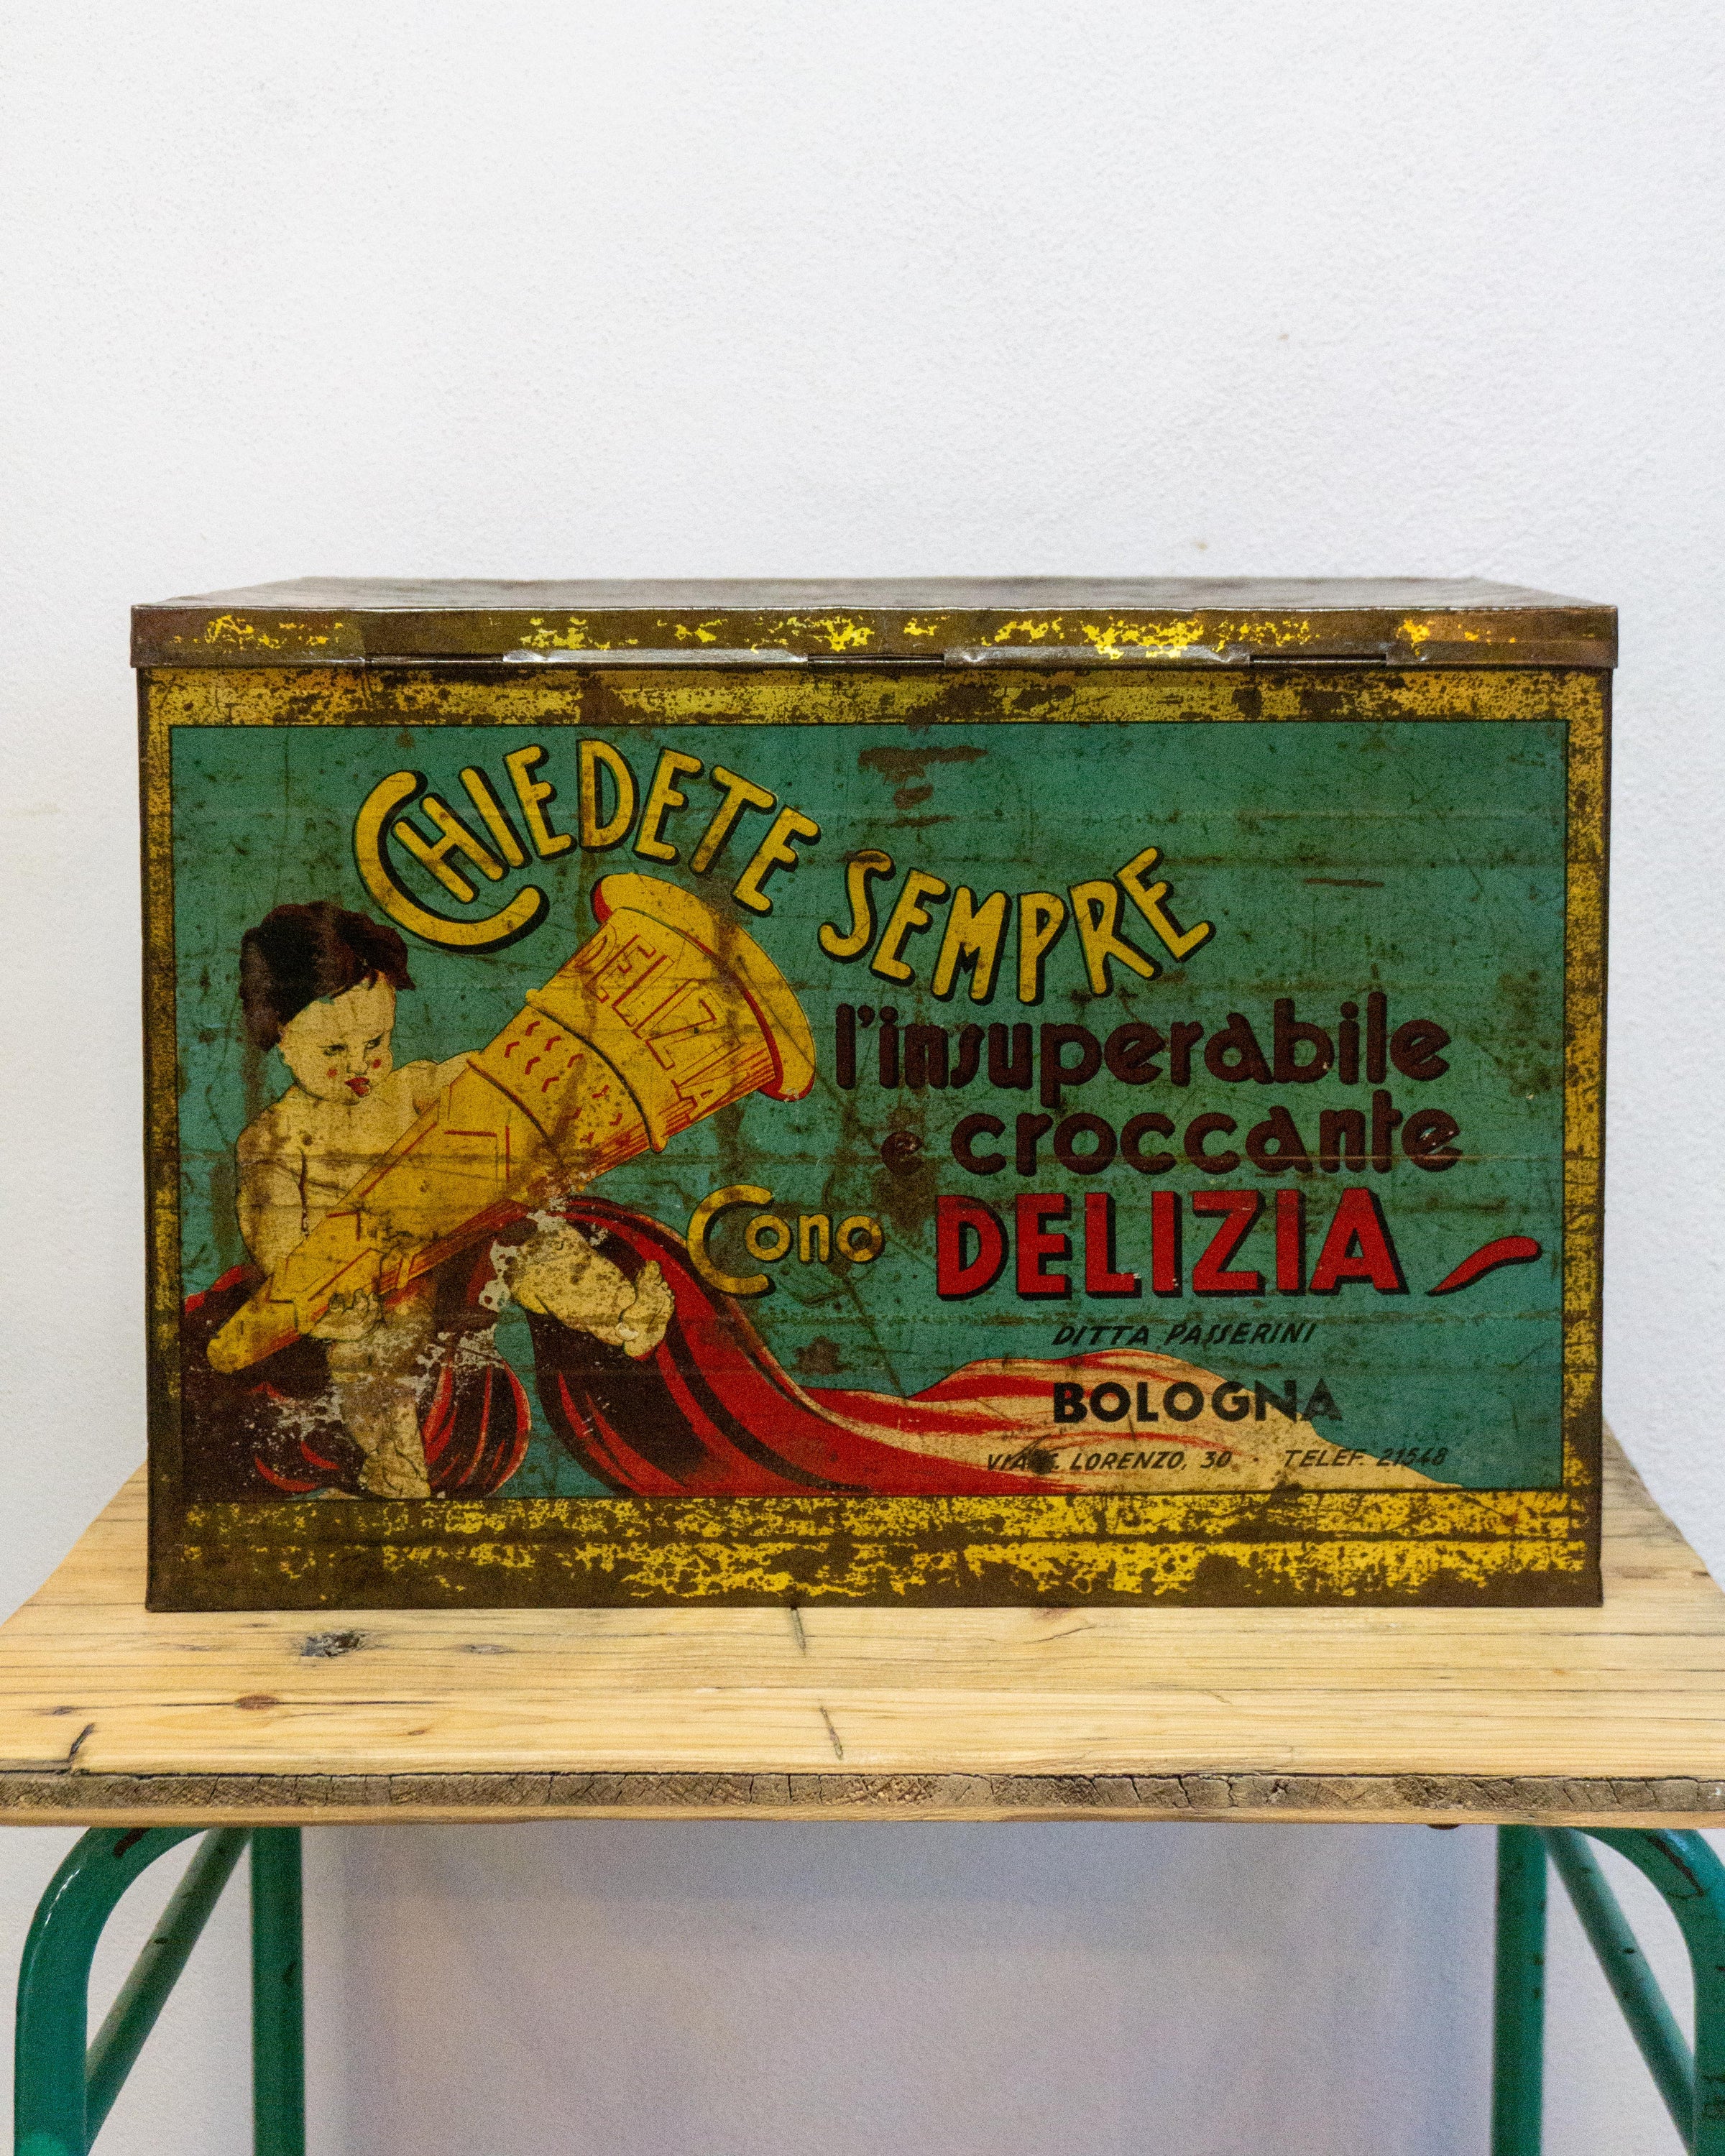 CHIEDETE SEMPRE
DELIZIA
l'insuperabile
e croccante
Cono DELIZIA
DITTA PASSERINI
BOLOGNA
LORENZO, 30 - TELEF. 21548